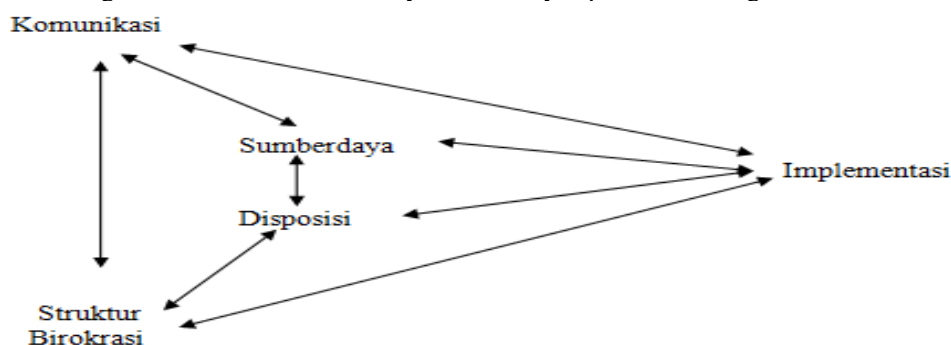 Komunikasi
Sumberdaya
Implementasi
Disposisi
Struktur
Birokrasi